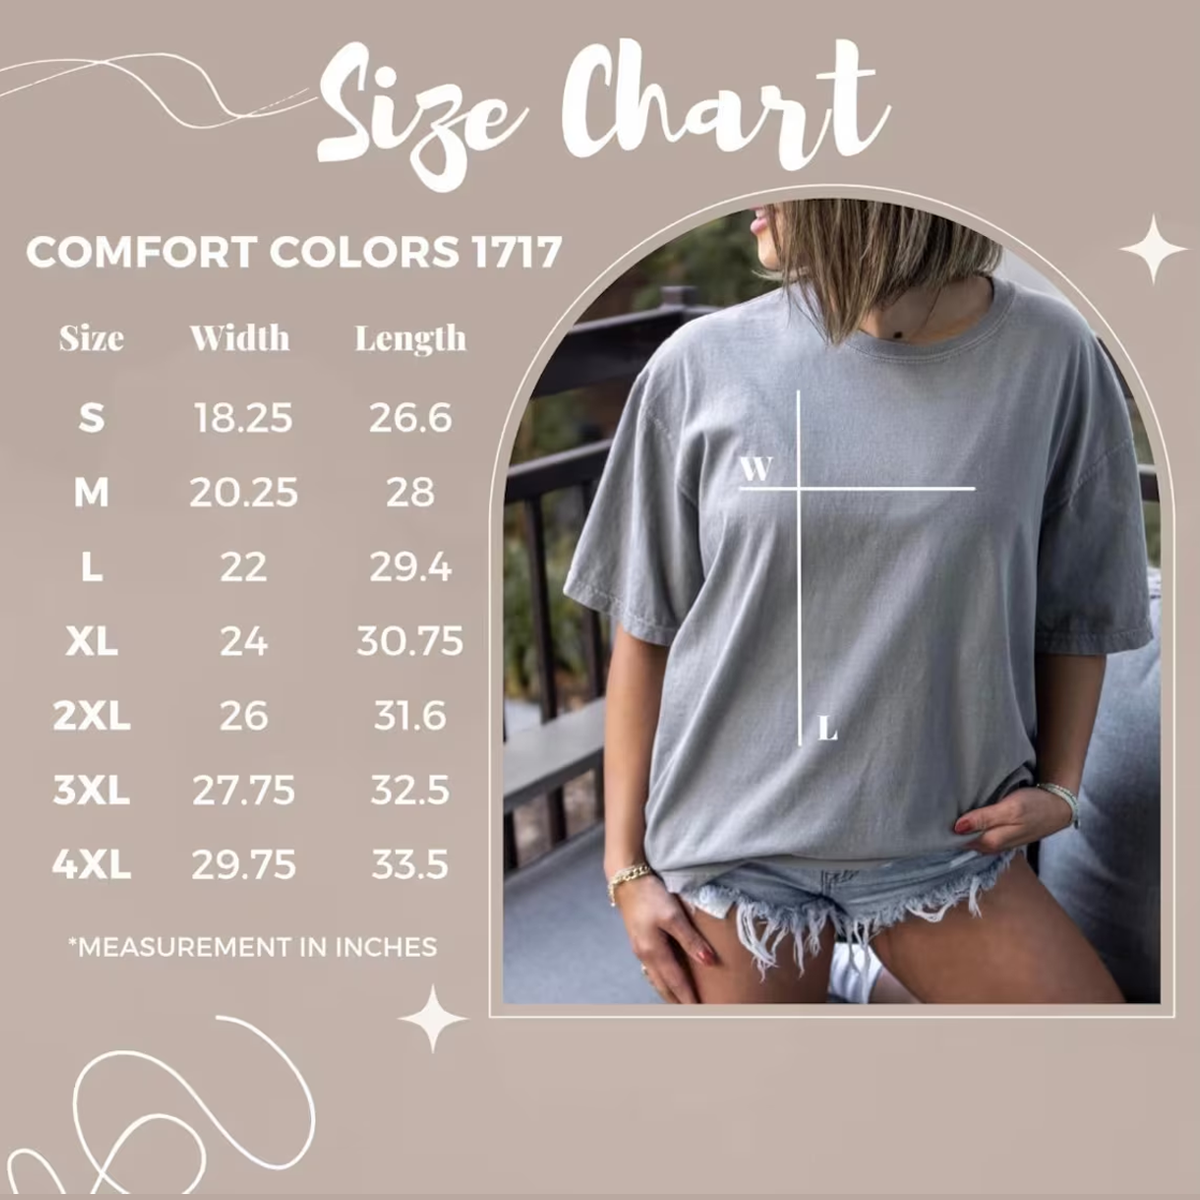 Size Chart
COMFORT COLORS 1717
Size Width Length
S 18.25 26.6
M 20.25 28
L 22 29.4
XL 24 30.75
2XL 26 31.6
3XL 27.75 32.5
4XL 29.75 33.5
*MEASUREMENT IN INCHES
W
L